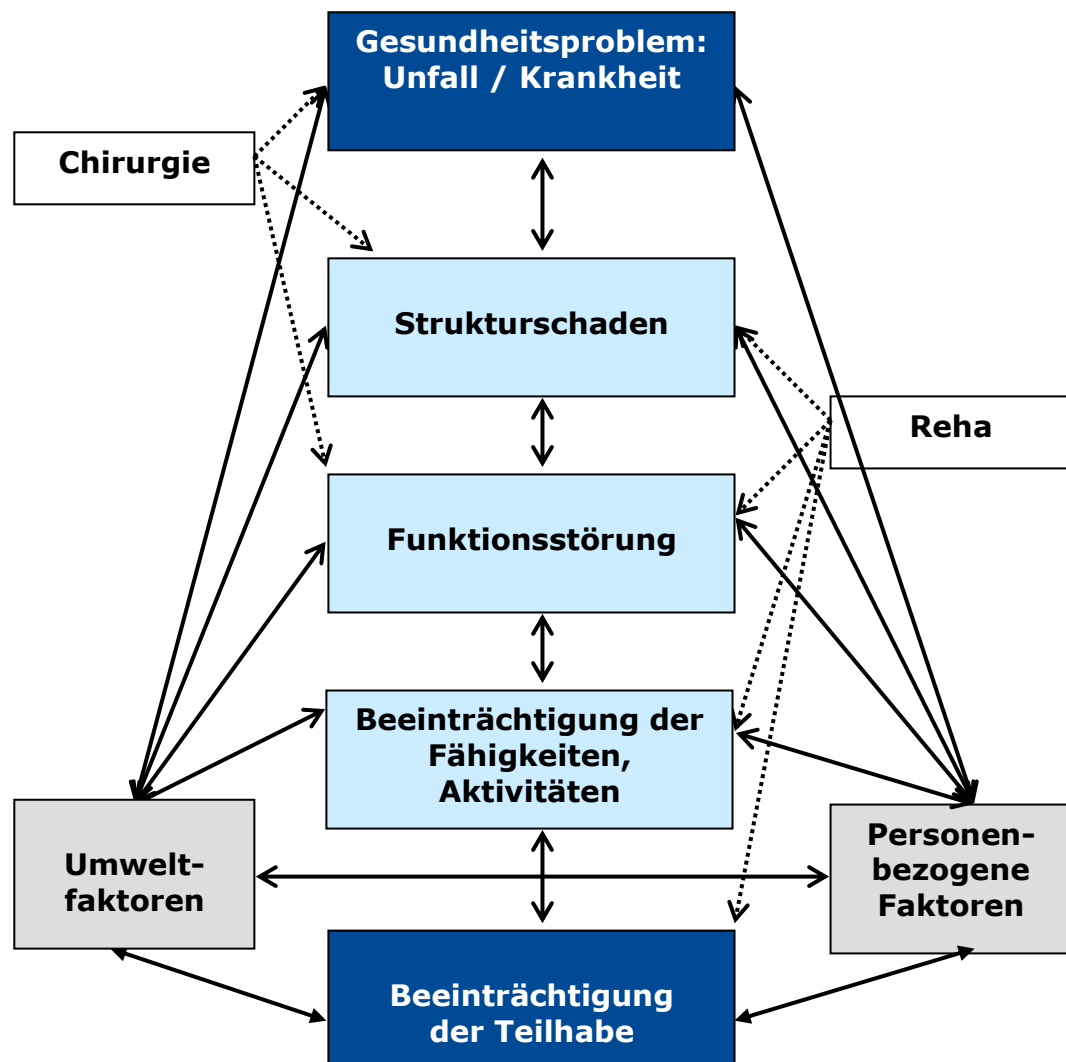 Gesundheitsproblem:
Unfall / Krankheit
Chirurgie
Strukturschaden
Reha
Funktionsstörung
Beeinträchtigung der
Fähigkeiten,
Aktivitäten
Umwelt-
faktoren
Personen-
bezogene
Faktoren
Beeinträchtigung
der Teilhabe